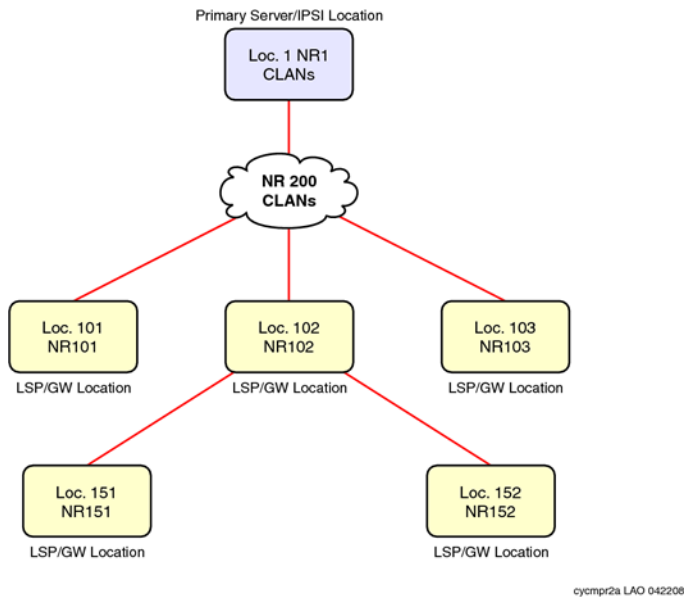 Primary Server/IPSI Location
Loc. 1 NR1
CLANs
NR 200
CLANs
Loc. 101
NR101
Loc. 102
NR102
Loc. 103
NR103
LSP/GW Location
LSP/GW Location
LSP/GW Location
Loc. 151
NR151
Loc. 152
NR152
LSP/GW Location
LSP/GW Location
cycmpr2a LAO 042208